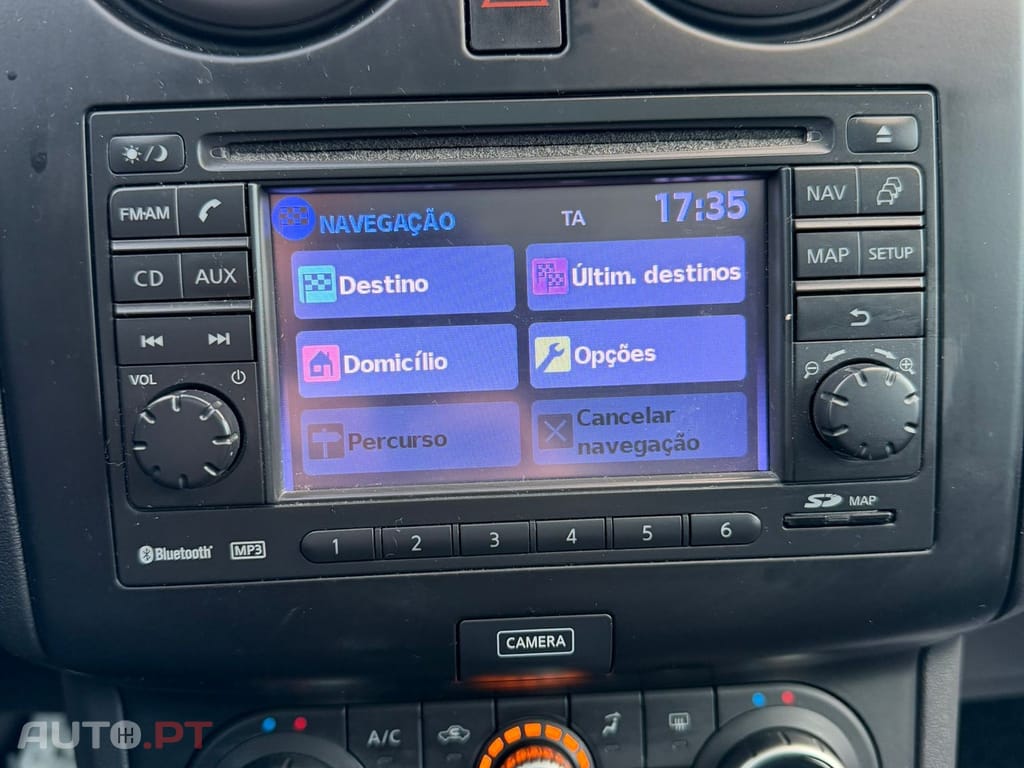 NAVEGAÇÃO TA 17:35
FM·AM
NAV
Destino
Últim. destinos
CD AUX
MAP SETUP
Domicílio
Opções
VOL
Percurso
Cancelar
navegação
SD MAP
Bluetooth® MP3
1 2 3 4 5 6
CAMERA
AUTO.PT
A/C